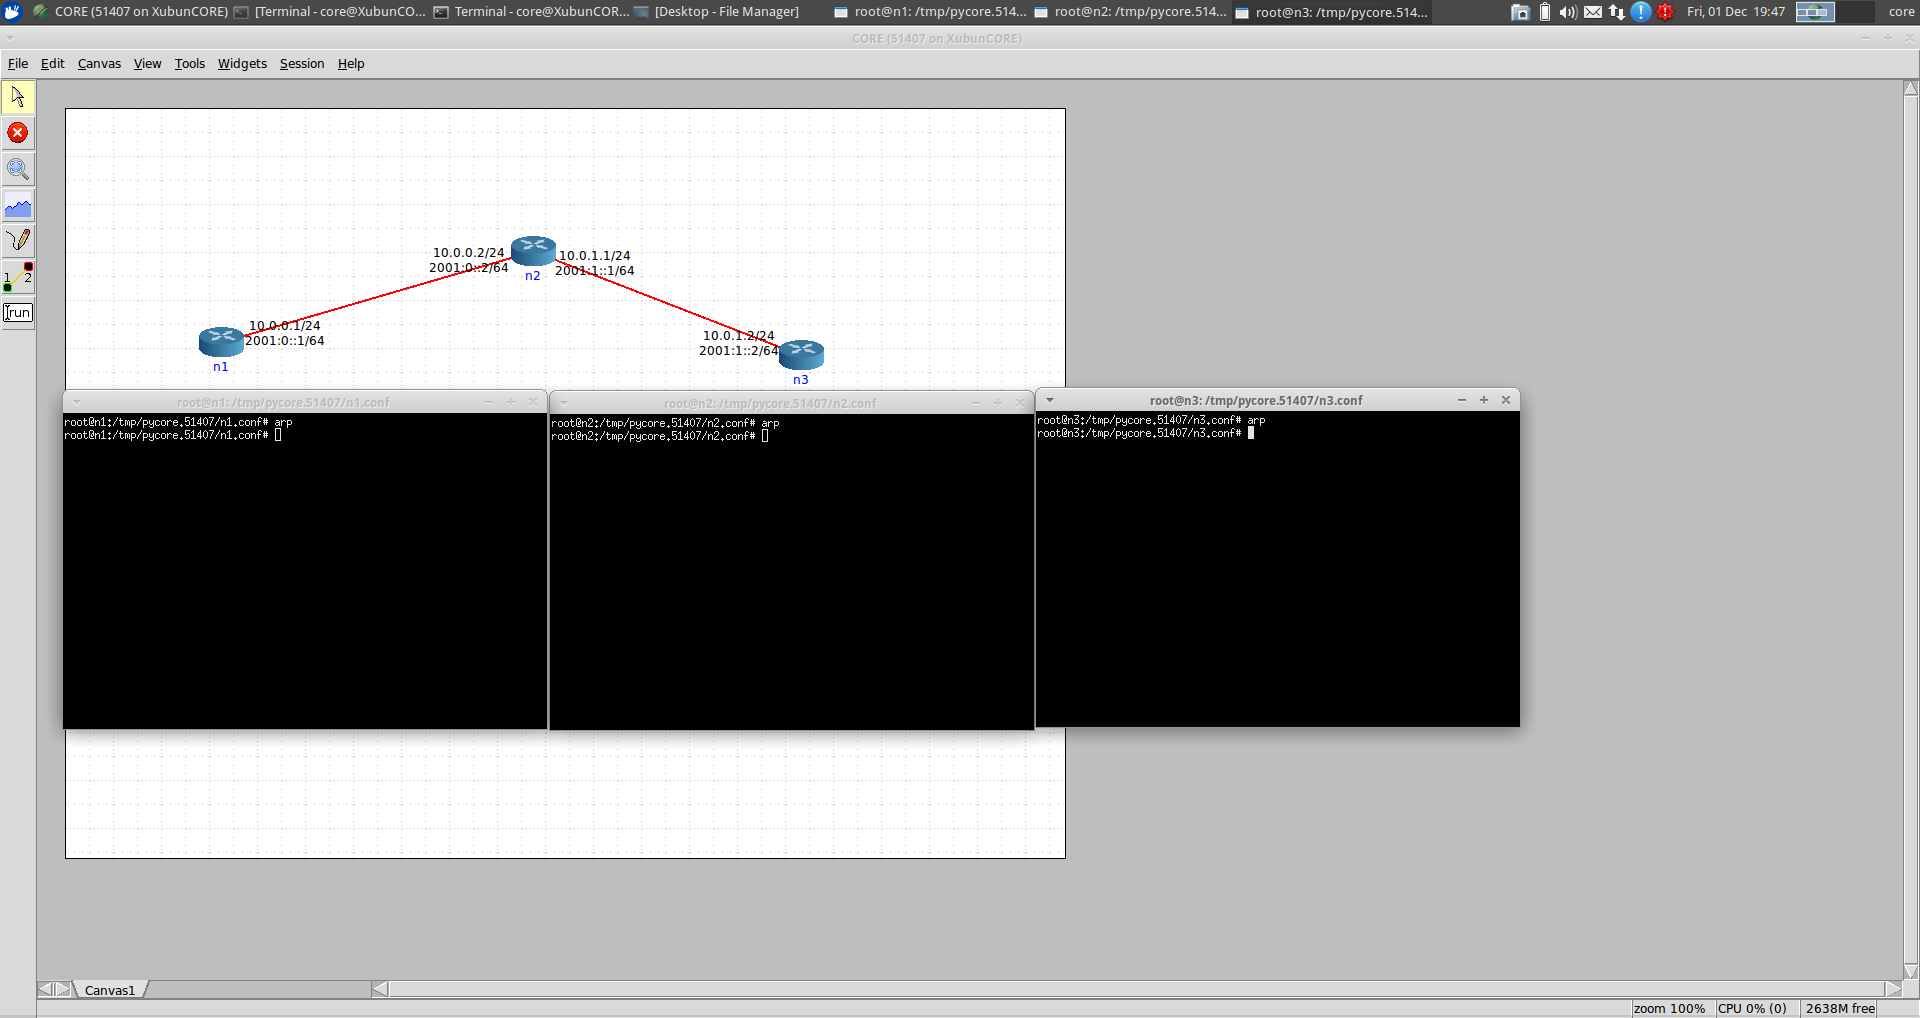 CORE (51407 on XubunCORE)
[Terminal - core@XubunCO...
Terminal - core@XubunCOR...
[Desktop - File Manager]
root@n1: /tmp/pycore.514...
root@n2: /tmp/pycore.514...
root@n3: /tmp/pycore.514...
Fri, 01 Dec 19:47
core
CORE (51407 on XubunCORE)
File Edit Canvas View Tools Widgets Session Help
1 2
run
10.0.0.2/24
2001:0::2/64
n2
10.0.1.1/24
2001:1::1/64
10.0.0.1/24
2001:0::1/64
n1
10.0.1.2/24
2001:1::2/64
n3
root@n1: /tmp/pycore.51407/n1.conf
root@n1:/tmp/pycore.51407/n1.conf# arp
root@n1:/tmp/pycore.51407/n1.conf#
root@n2: /tmp/pycore.51407/n2.conf
root@n2:/tmp/pycore.51407/n2.conf# arp
root@n2:/tmp/pycore.51407/n2.conf#
root@n3: /tmp/pycore.51407/n3.conf
root@n3:/tmp/pycore.51407/n3.conf# arp
root@n3:/tmp/pycore.51407/n3.conf#
Canvas1
zoom 100%
CPU 0% (0)
2638M free